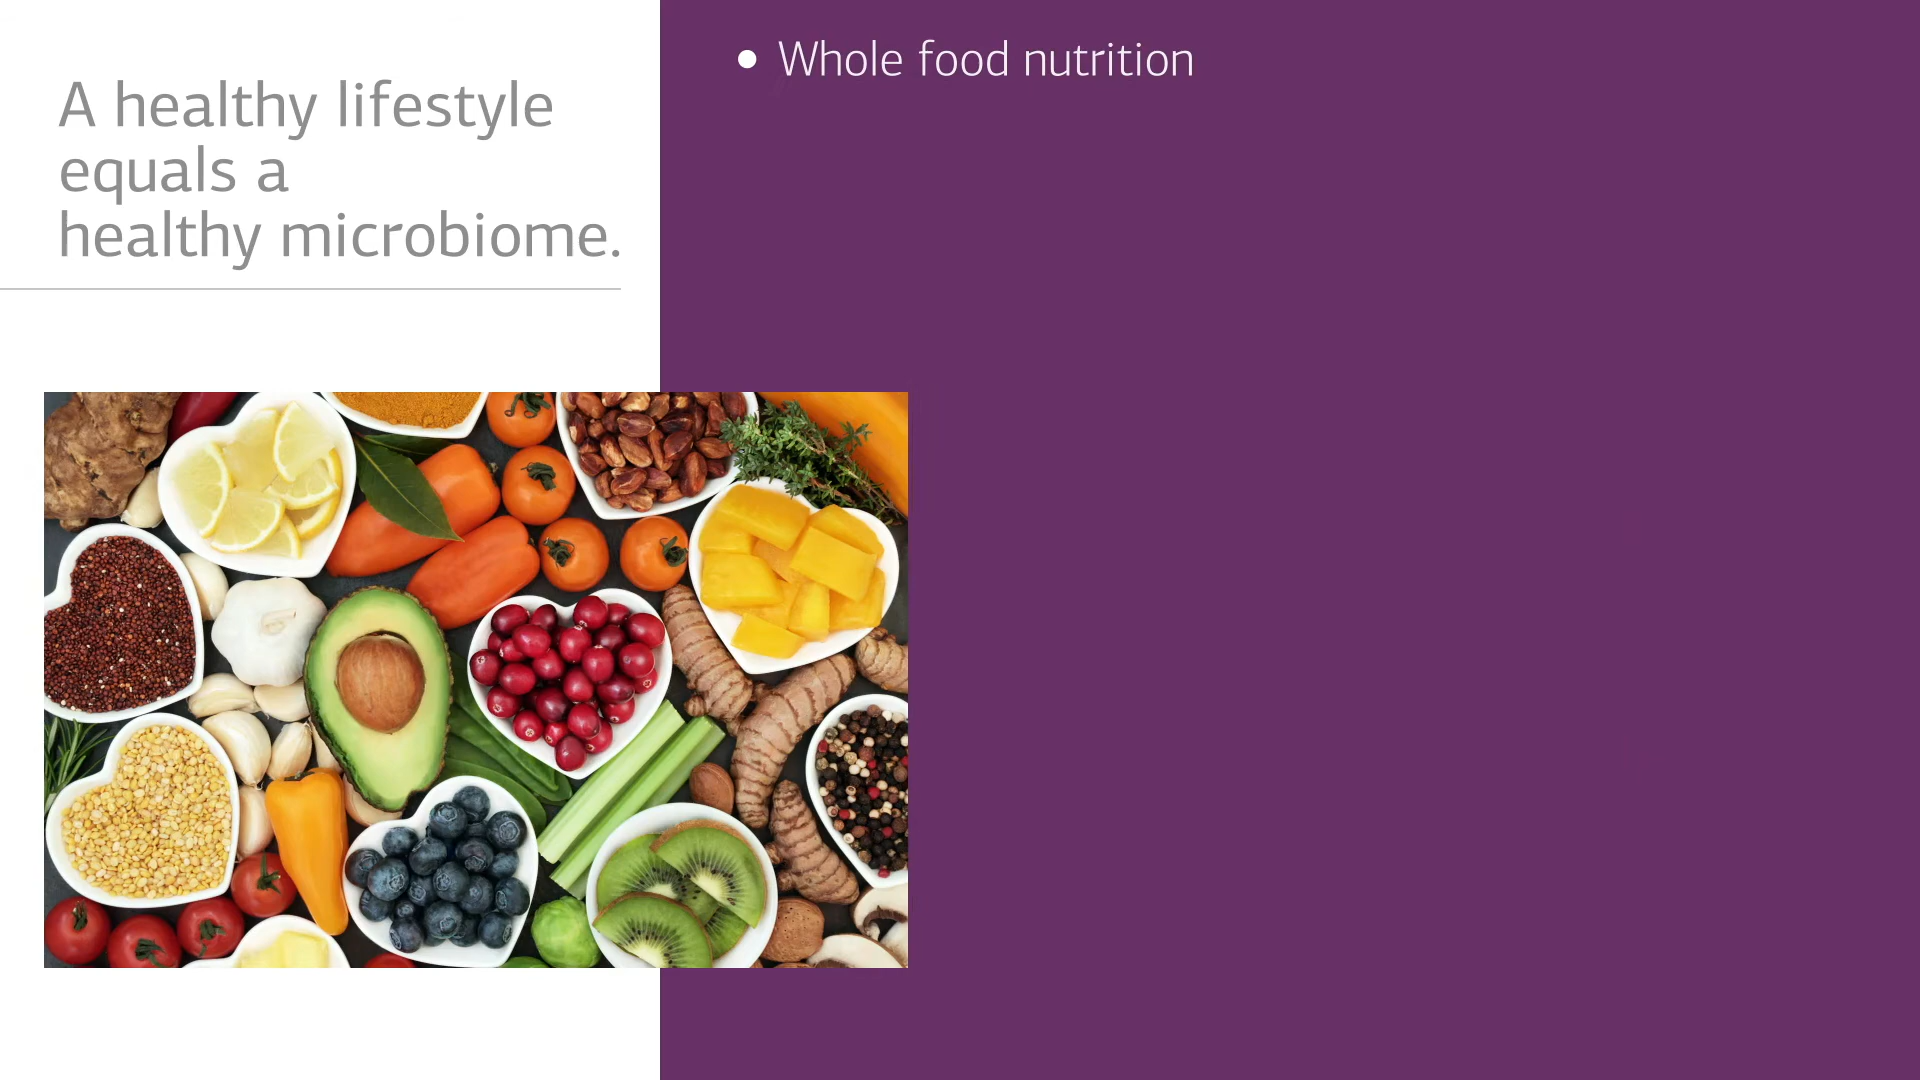 A healthy lifestyle
equals a
healthy microbiome.
• Whole food nutrition